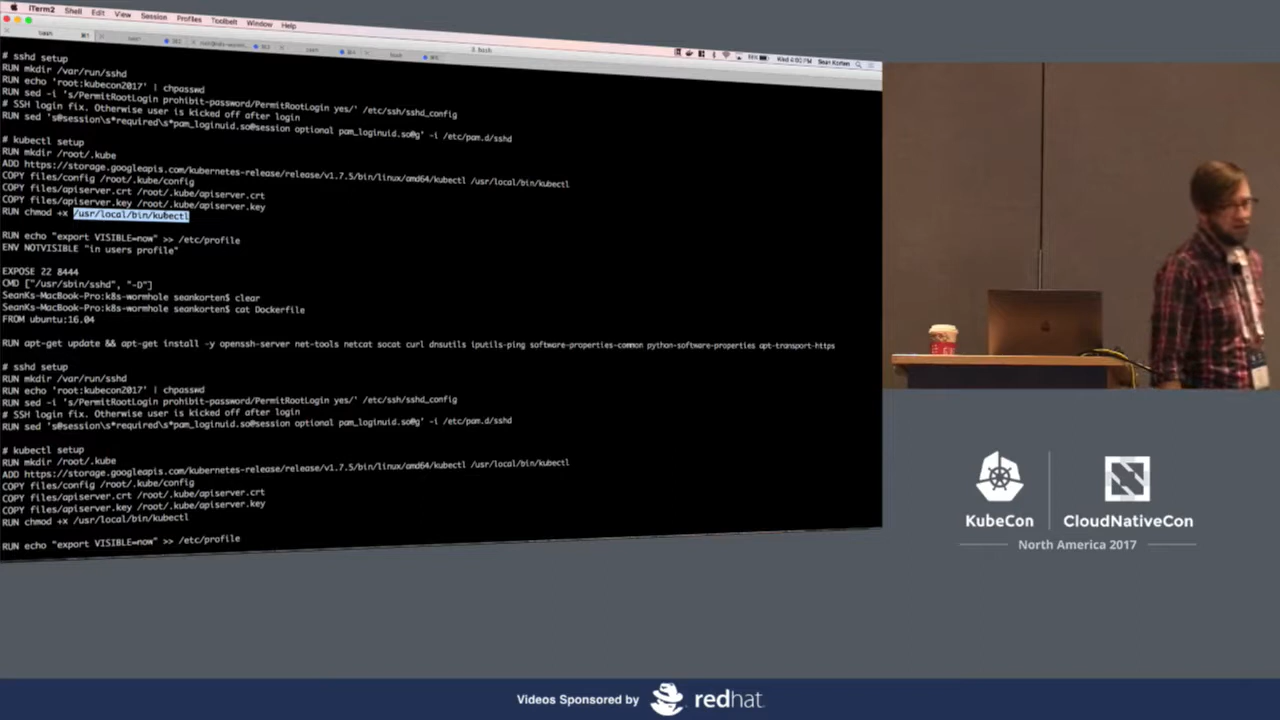 iTerm2 Shell Edit View Session Profiles Toolbelt Window Help
bash
3. bash
Wed 4:00 PM Sean Korten
# sshd setup
RUN mkdir /var/run/sshd
RUN echo 'root:kubecon2017' | chpasswd
RUN sed -i 's/PermitRootLogin prohibit-password/PermitRootLogin yes/' /etc/ssh/sshd_config
# SSH login fix. Otherwise user is kicked off after login
RUN sed 's@session\s*required\s*pam_loginuid.so@session optional pam_loginuid.so@g' -i /etc/pam.d/sshd
# kubectl setup
RUN mkdir /root/.kube
ADD https://storage.googleapis.com/kubernetes-release/release/v1.7.5/bin/linux/amd64/kubectl /usr/local/bin/kubectl
COPY files/config /root/.kube/config
COPY files/apiserver.crt /root/.kube/apiserver.crt
COPY files/apiserver.key /root/.kube/apiserver.key
RUN chmod +x /usr/local/bin/kubectl
RUN echo "export VISIBLE=now" >> /etc/profile
ENV NOTVISIBLE "in users profile"
EXPOSE 22 8444
CMD ["/usr/sbin/sshd", "-D"]
SeanKs-MacBook-Pro:k8s-wormhole seankorten$ clear
SeanKs-MacBook-Pro:k8s-wormhole seankorten$ cat Dockerfile
FROM ubuntu:16.04
RUN apt-get update && apt-get install -y openssh-server net-tools netcat socat curl dnsutils iputils-ping software-properties-common python-software-properties apt-transport-https
# sshd setup
RUN mkdir /var/run/sshd
RUN echo 'root:kubecon2017' | chpasswd
RUN sed -i 's/PermitRootLogin prohibit-password/PermitRootLogin yes/' /etc/ssh/sshd_config
# SSH login fix. Otherwise user is kicked off after login
RUN sed 's@session\s*required\s*pam_loginuid.so@session optional pam_loginuid.so@g' -i /etc/pam.d/sshd
# kubectl setup
RUN mkdir /root/.kube
ADD https://storage.googleapis.com/kubernetes-release/release/v1.7.5/bin/linux/amd64/kubectl /usr/local/bin/kubectl
COPY files/config /root/.kube/config
COPY files/apiserver.crt /root/.kube/apiserver.crt
COPY files/apiserver.key /root/.kube/apiserver.key
RUN chmod +x /usr/local/bin/kubectl
RUN echo "export VISIBLE=now" >> /etc/profile
KubeCon CloudNativeCon
North America 2017
Videos Sponsored by redhat